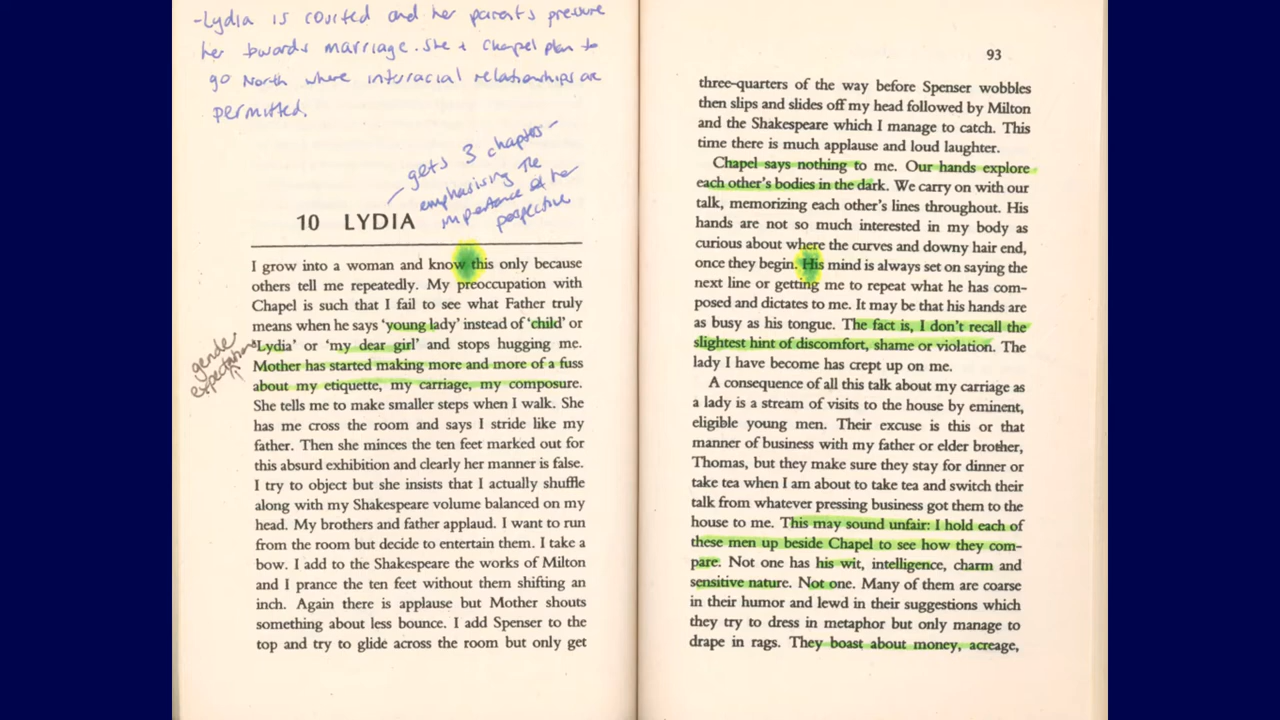 -Lydia is courted and her parents pressure
her towards marriage. She + Chapel plan to
go North where interracial relationships are
permitted.
- gets 3 chapters -
emphasising the
importance of her
perspective
10 LYDIA
I grow into a woman and know this only because
others tell me repeatedly. My preoccupation with
Chapel is such that I fail to see what Father truly
means when he says ‘young lady’ instead of ‘child’ or
‘Lydia’ or ‘my dear girl’ and stops hugging me.
Mother has started making more and more of a fuss
about my etiquette, my carriage, my composure.
She tells me to make smaller steps when I walk. She
has me cross the room and says I stride like my
father. Then she minces the ten feet marked out for
this absurd exhibition and clearly her manner is false.
I try to object but she insists that I actually shuffle
along with my Shakespeare volume balanced on my
head. My brothers and father applaud. I want to run
from the room but decide to entertain them. I take a
bow. I add to the Shakespeare the works of Milton
and I prance the ten feet without them shifting an
inch. Again there is applause but Mother shouts
something about less bounce. I add Spenser to the
top and try to glide across the room but only get
gender
expectations
93
three-quarters of the way before Spenser wobbles
then slips and slides off my head followed by Milton
and the Shakespeare which I manage to catch. This
time there is much applause and loud laughter.
Chapel says nothing to me. Our hands explore
each other’s bodies in the dark. We carry on with our
talk, memorizing each other’s lines throughout. His
hands are not so much interested in my body as
curious about where the curves and downy hair end,
once they begin. His mind is always set on saying the
next line or getting me to repeat what he has com-
posed and dictates to me. It may be that his hands are
as busy as his tongue. The fact is, I don’t recall the
slightest hint of discomfort, shame or violation. The
lady I have become has crept up on me.
A consequence of all this talk about my carriage as
a lady is a stream of visits to the house by eminent,
eligible young men. Their excuse is this or that
manner of business with my father or elder brother,
Thomas, but they make sure they stay for dinner or
take tea when I am about to take tea and switch their
talk from whatever pressing business got them to the
house to me. This may sound unfair: I hold each of
these men up beside Chapel to see how they com-
pare. Not one has his wit, intelligence, charm and
sensitive nature. Not one. Many of them are coarse
in their humor and lewd in their suggestions which
they try to dress in metaphor but only manage to
drape in rags. They boast about money, acreage,